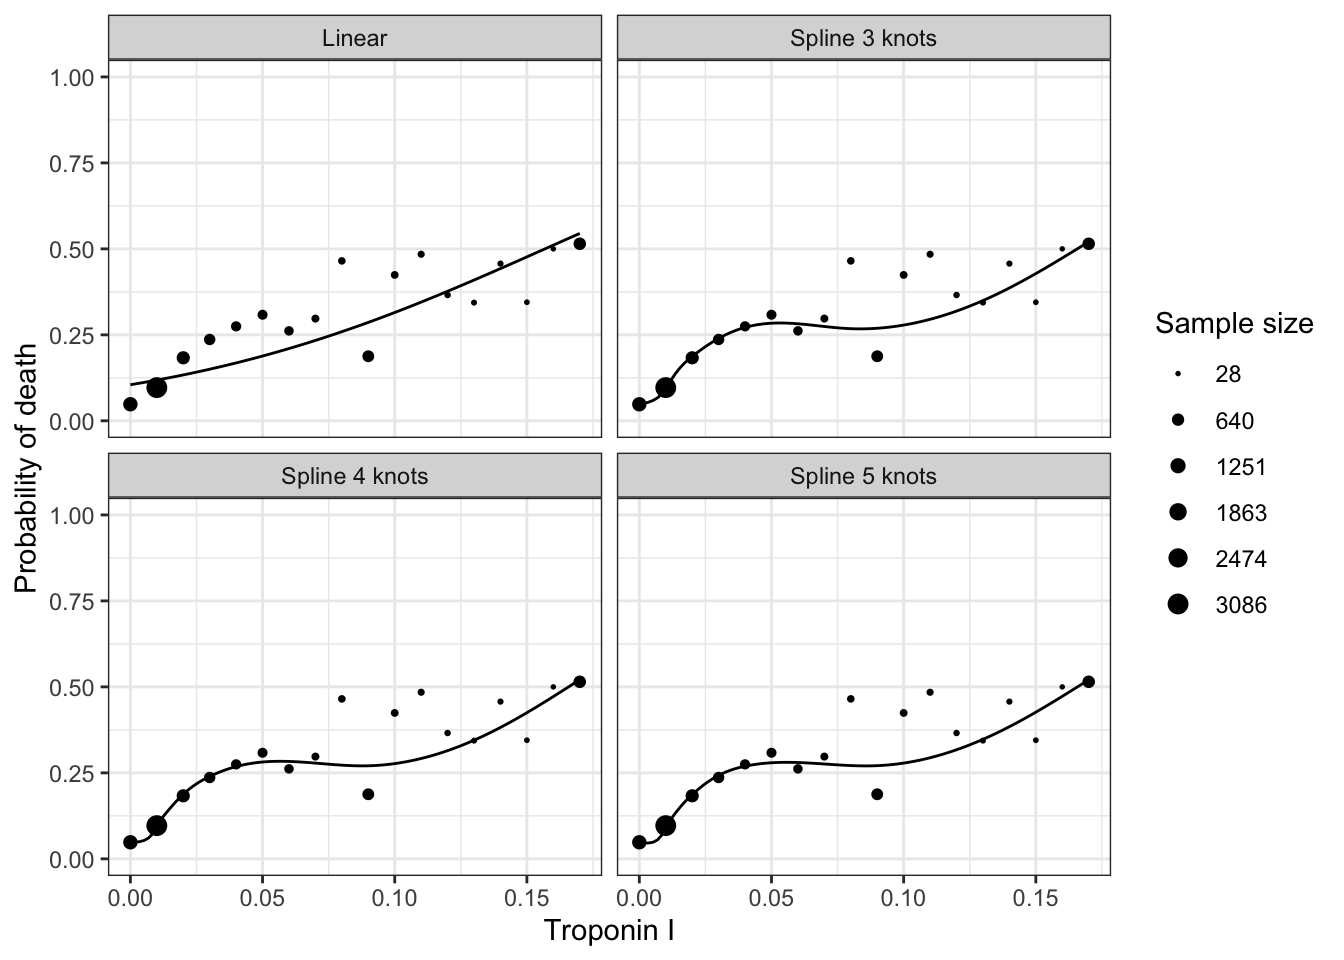 Linear
Spline 3 knots
1.00
0.75
0.50
0.25
0.00
Spline 4 knots
Spline 5 knots
1.00
0.75
0.50
0.25
0.00
0.00 0.05 0.10 0.15
0.00 0.05 0.10 0.15
Troponin I
Probability of death
Sample size
28
640
1251
1863
2474
3086